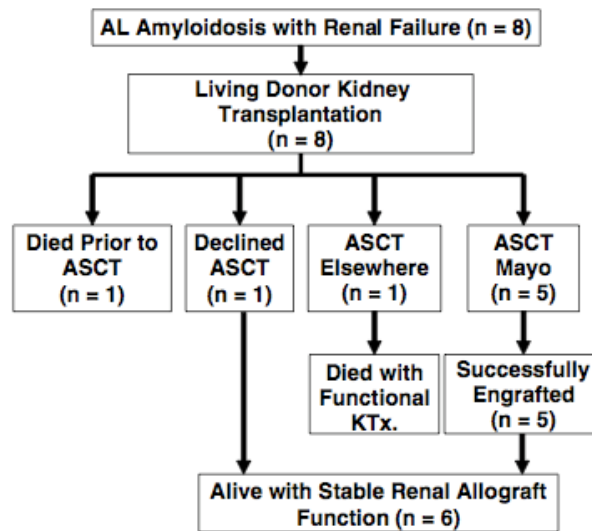 AL Amyloidosis with Renal Failure (n = 8)
Living Donor Kidney
Transplantation
(n = 8)
Died Prior to
ASCT
(n = 1)
Declined
ASCT
(n = 1)
ASCT
Elsewhere
(n = 1)
ASCT
Mayo
(n = 5)
Died with
Functional
KTx.
Successfully
Engrafted
(n = 5)
Alive with Stable Renal Allograft
Function (n = 6)